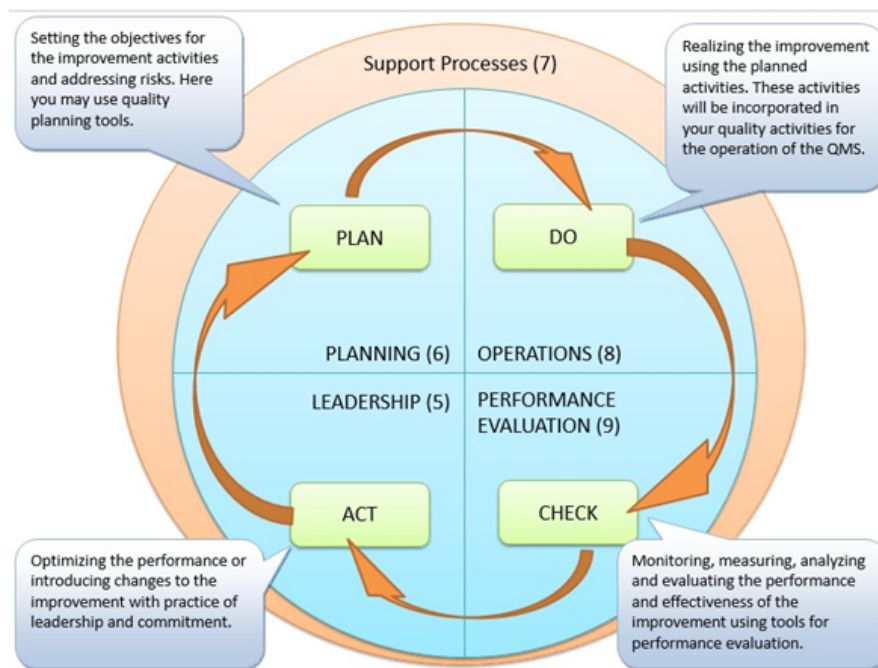 Setting the objectives for
the improvement activities
and addressing risks. Here
you may use quality
planning tools.
Support Processes (7)
Realizing the improvement
using the planned
activities. These activities
will be incorporated in
your quality activities for
the operation of the QMS.
PLAN
DO
PLANNING (6)
OPERATIONS (8)
LEADERSHIP (5)
PERFORMANCE
EVALUATION (9)
ACT
CHECK
Optimizing the performance or
introducing changes to the
improvement with practice of
leadership and commitment.
Monitoring, measuring, analyzing
and evaluating the performance
and effectiveness of the
improvement using tools for
performance evaluation.